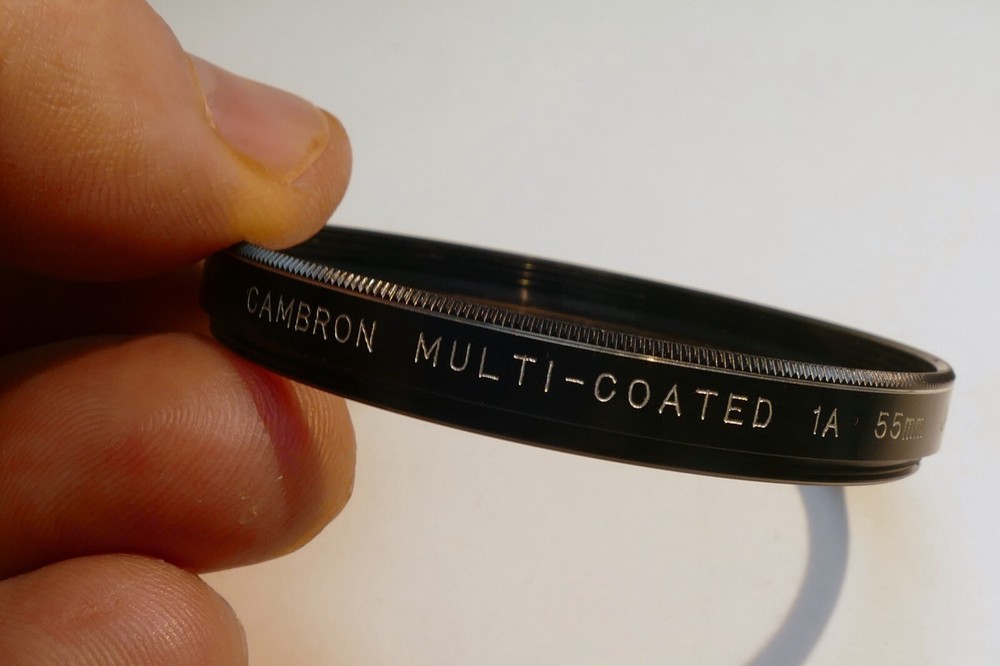 CAMBRON MULTI-COATED 1A 55mm